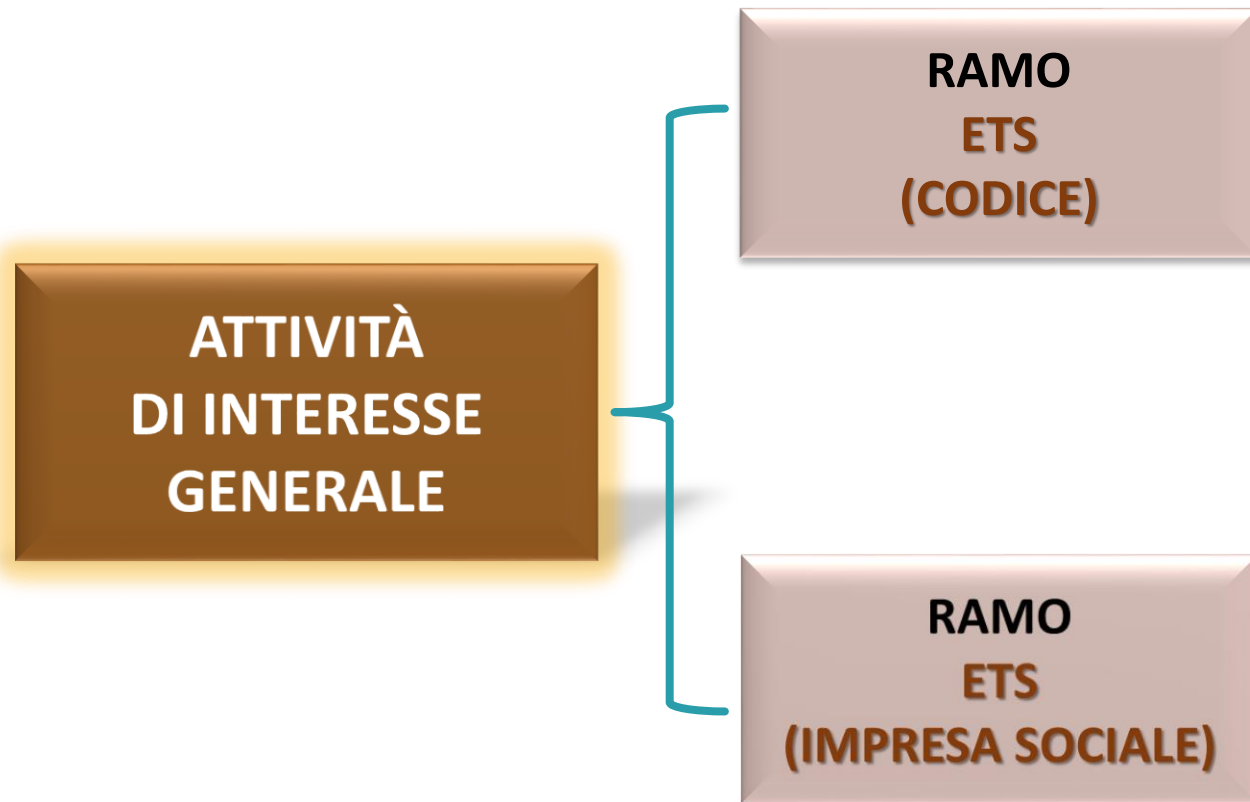 RAMO
ETS
(CODICE)
ATTIVITÀ
DI INTERESSE
GENERALE
RAMO
ETS
(IMPRESA SOCIALE)